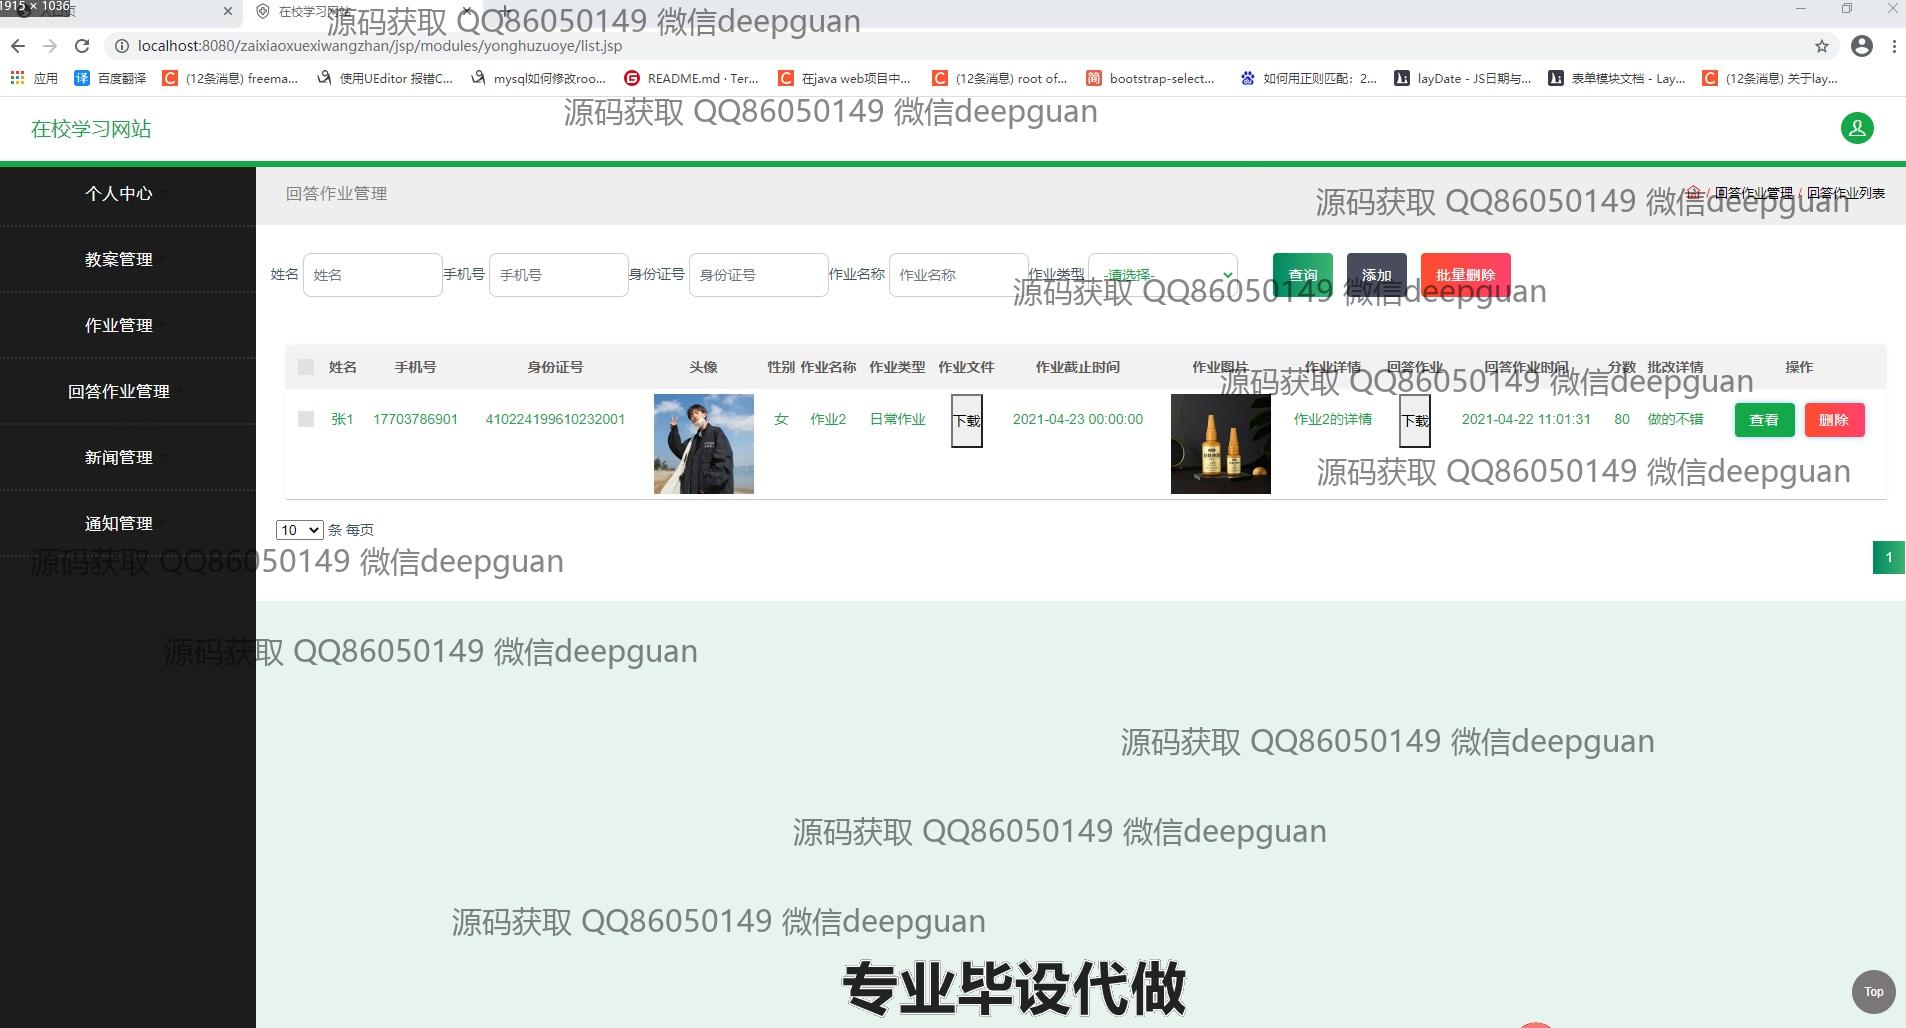 1915 × 1036
在校学习网站
源码获取 QQ86050149 微信deepguan
localhost:8080/zaixiaoxuexiwangzhan/jsp/modules/yonghuzuoye/list.jsp
应用 百度翻译 (12条消息) freema... 使用UEditor 报错C... mysql如何修改roo... README.md · Ter... 在java web项目中... (12条消息) root of... bootstrap-select... 如何用正则匹配：2... layDate - JS日期与... 表单模块文档 - Lay... (12条消息) 关于lay...
源码获取 QQ86050149 微信deepguan
在校学习网站
个人中心
教案管理
作业管理
回答作业管理
新闻管理
通知管理
回答作业管理
/ 回答作业管理 / 回答作业列表
源码获取 QQ86050149 微信deepguan
姓名 姓名 手机号 手机号 身份证号 身份证号 作业名称 作业名称 作业类型 -请选择- 查询 添加 批量删除
源码获取 QQ86050149 微信deepguan
姓名 手机号 身份证号 头像 性别 作业名称 作业类型 作业文件 作业截止时间 作业图片 作业详情 回答作业 回答作业时间 分数 批改详情 操作
源码获取 QQ86050149 微信deepguan
张1 17703786901 410224199610232001 女 作业2 日常作业 下载 2021-04-23 00:00:00 作业2的详情 下载 2021-04-22 11:01:31 80 做的不错 查看 删除
源码获取 QQ86050149 微信deepguan
10 条 每页
1
源码获取 QQ86050149 微信deepguan
源码获取 QQ86050149 微信deepguan
源码获取 QQ86050149 微信deepguan
源码获取 QQ86050149 微信deepguan
源码获取 QQ86050149 微信deepguan
专业毕设代做
Top